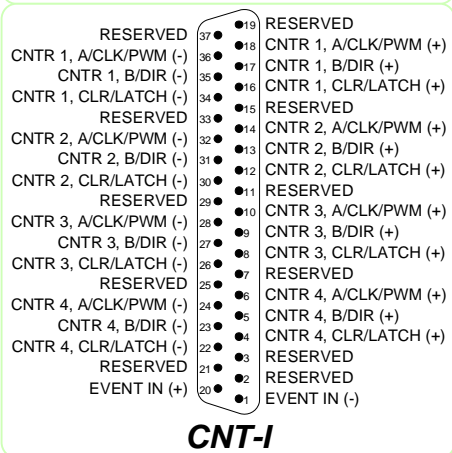 RESERVED 37 19 RESERVED
CNTR 1, A/CLK/PWM (-) 36 18 CNTR 1, A/CLK/PWM (+)
CNTR 1, B/DIR (-) 35 17 CNTR 1, B/DIR (+)
CNTR 1, CLR/LATCH (-) 34 16 CNTR 1, CLR/LATCH (+)
RESERVED 33 15 RESERVED
CNTR 2, A/CLK/PWM (-) 32 14 CNTR 2, A/CLK/PWM (+)
CNTR 2, B/DIR (-) 31 13 CNTR 2, B/DIR (+)
CNTR 2, CLR/LATCH (-) 30 12 CNTR 2, CLR/LATCH (+)
RESERVED 29 11 RESERVED
CNTR 3, A/CLK/PWM (-) 28 10 CNTR 3, A/CLK/PWM (+)
CNTR 3, B/DIR (-) 27 9 CNTR 3, B/DIR (+)
CNTR 3, CLR/LATCH (-) 26 8 CNTR 3, CLR/LATCH (+)
RESERVED 25 7 RESERVED
CNTR 4, A/CLK/PWM (-) 24 6 CNTR 4, A/CLK/PWM (+)
CNTR 4, B/DIR (-) 23 5 CNTR 4, B/DIR (+)
CNTR 4, CLR/LATCH (-) 22 4 CNTR 4, CLR/LATCH (+)
RESERVED 21 3 RESERVED
EVENT IN (+) 20 2 RESERVED
1 EVENT IN (-)
CNT-I